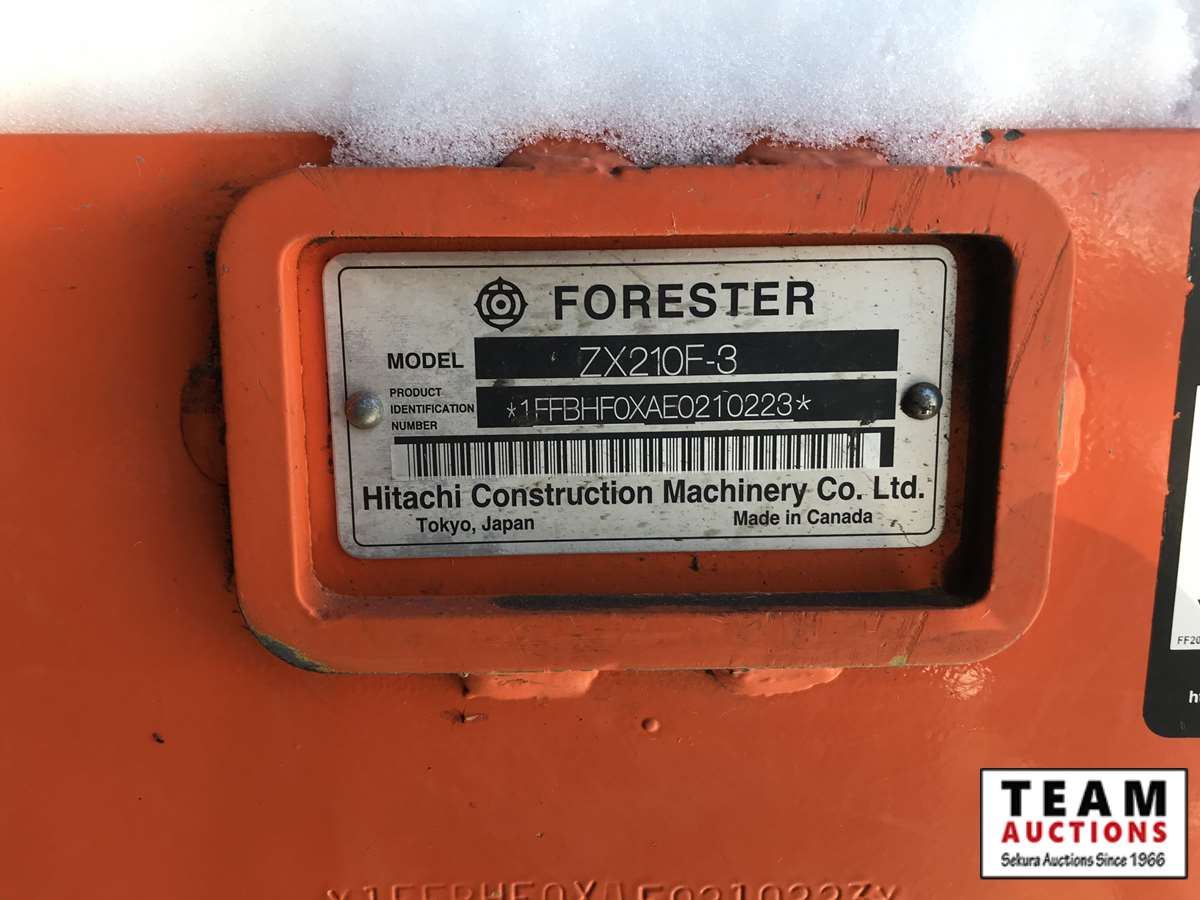 FORESTER
MODEL ZX210F-3
PRODUCT IDENTIFICATION NUMBER *1FFBHF0XAE0210223*
Hitachi Construction Machinery Co. Ltd.
Tokyo, Japan Made in Canada
FF20
TEAM
AUCTIONS
Sekura Auctions Since 1966